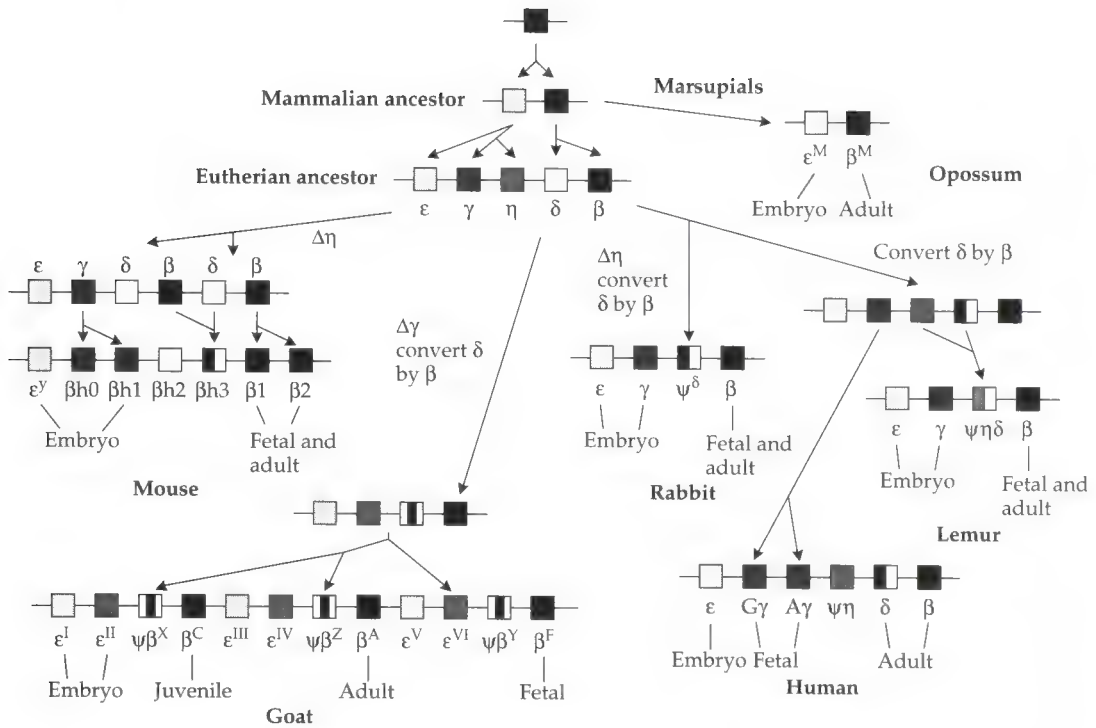 Mammalian ancestor
Marsupials
ε^M β^M
Opossum
Embryo Adult
Eutherian ancestor
ε γ η δ β
Δη
ε γ δ β δ β
ε^y βh0 βh1 βh2 βh3 β1 β2
Embryo
Fetal and
adult
Mouse
Δγ
convert δ
by β
Δη
convert
δ by β
Convert δ by β
ε γ ψ^δ β
Embryo
Fetal and
adult
Rabbit
ε γ ψηδ β
Embryo
Fetal and
adult
Lemur
ε^I ε^II ψβ^X β^C ε^III ε^IV ψβ^Z β^A ε^V ε^VI ψβ^Y β^F
Embryo Juvenile Adult Fetal
Goat
ε Gγ Aγ ψη δ β
Embryo Fetal Adult
Human